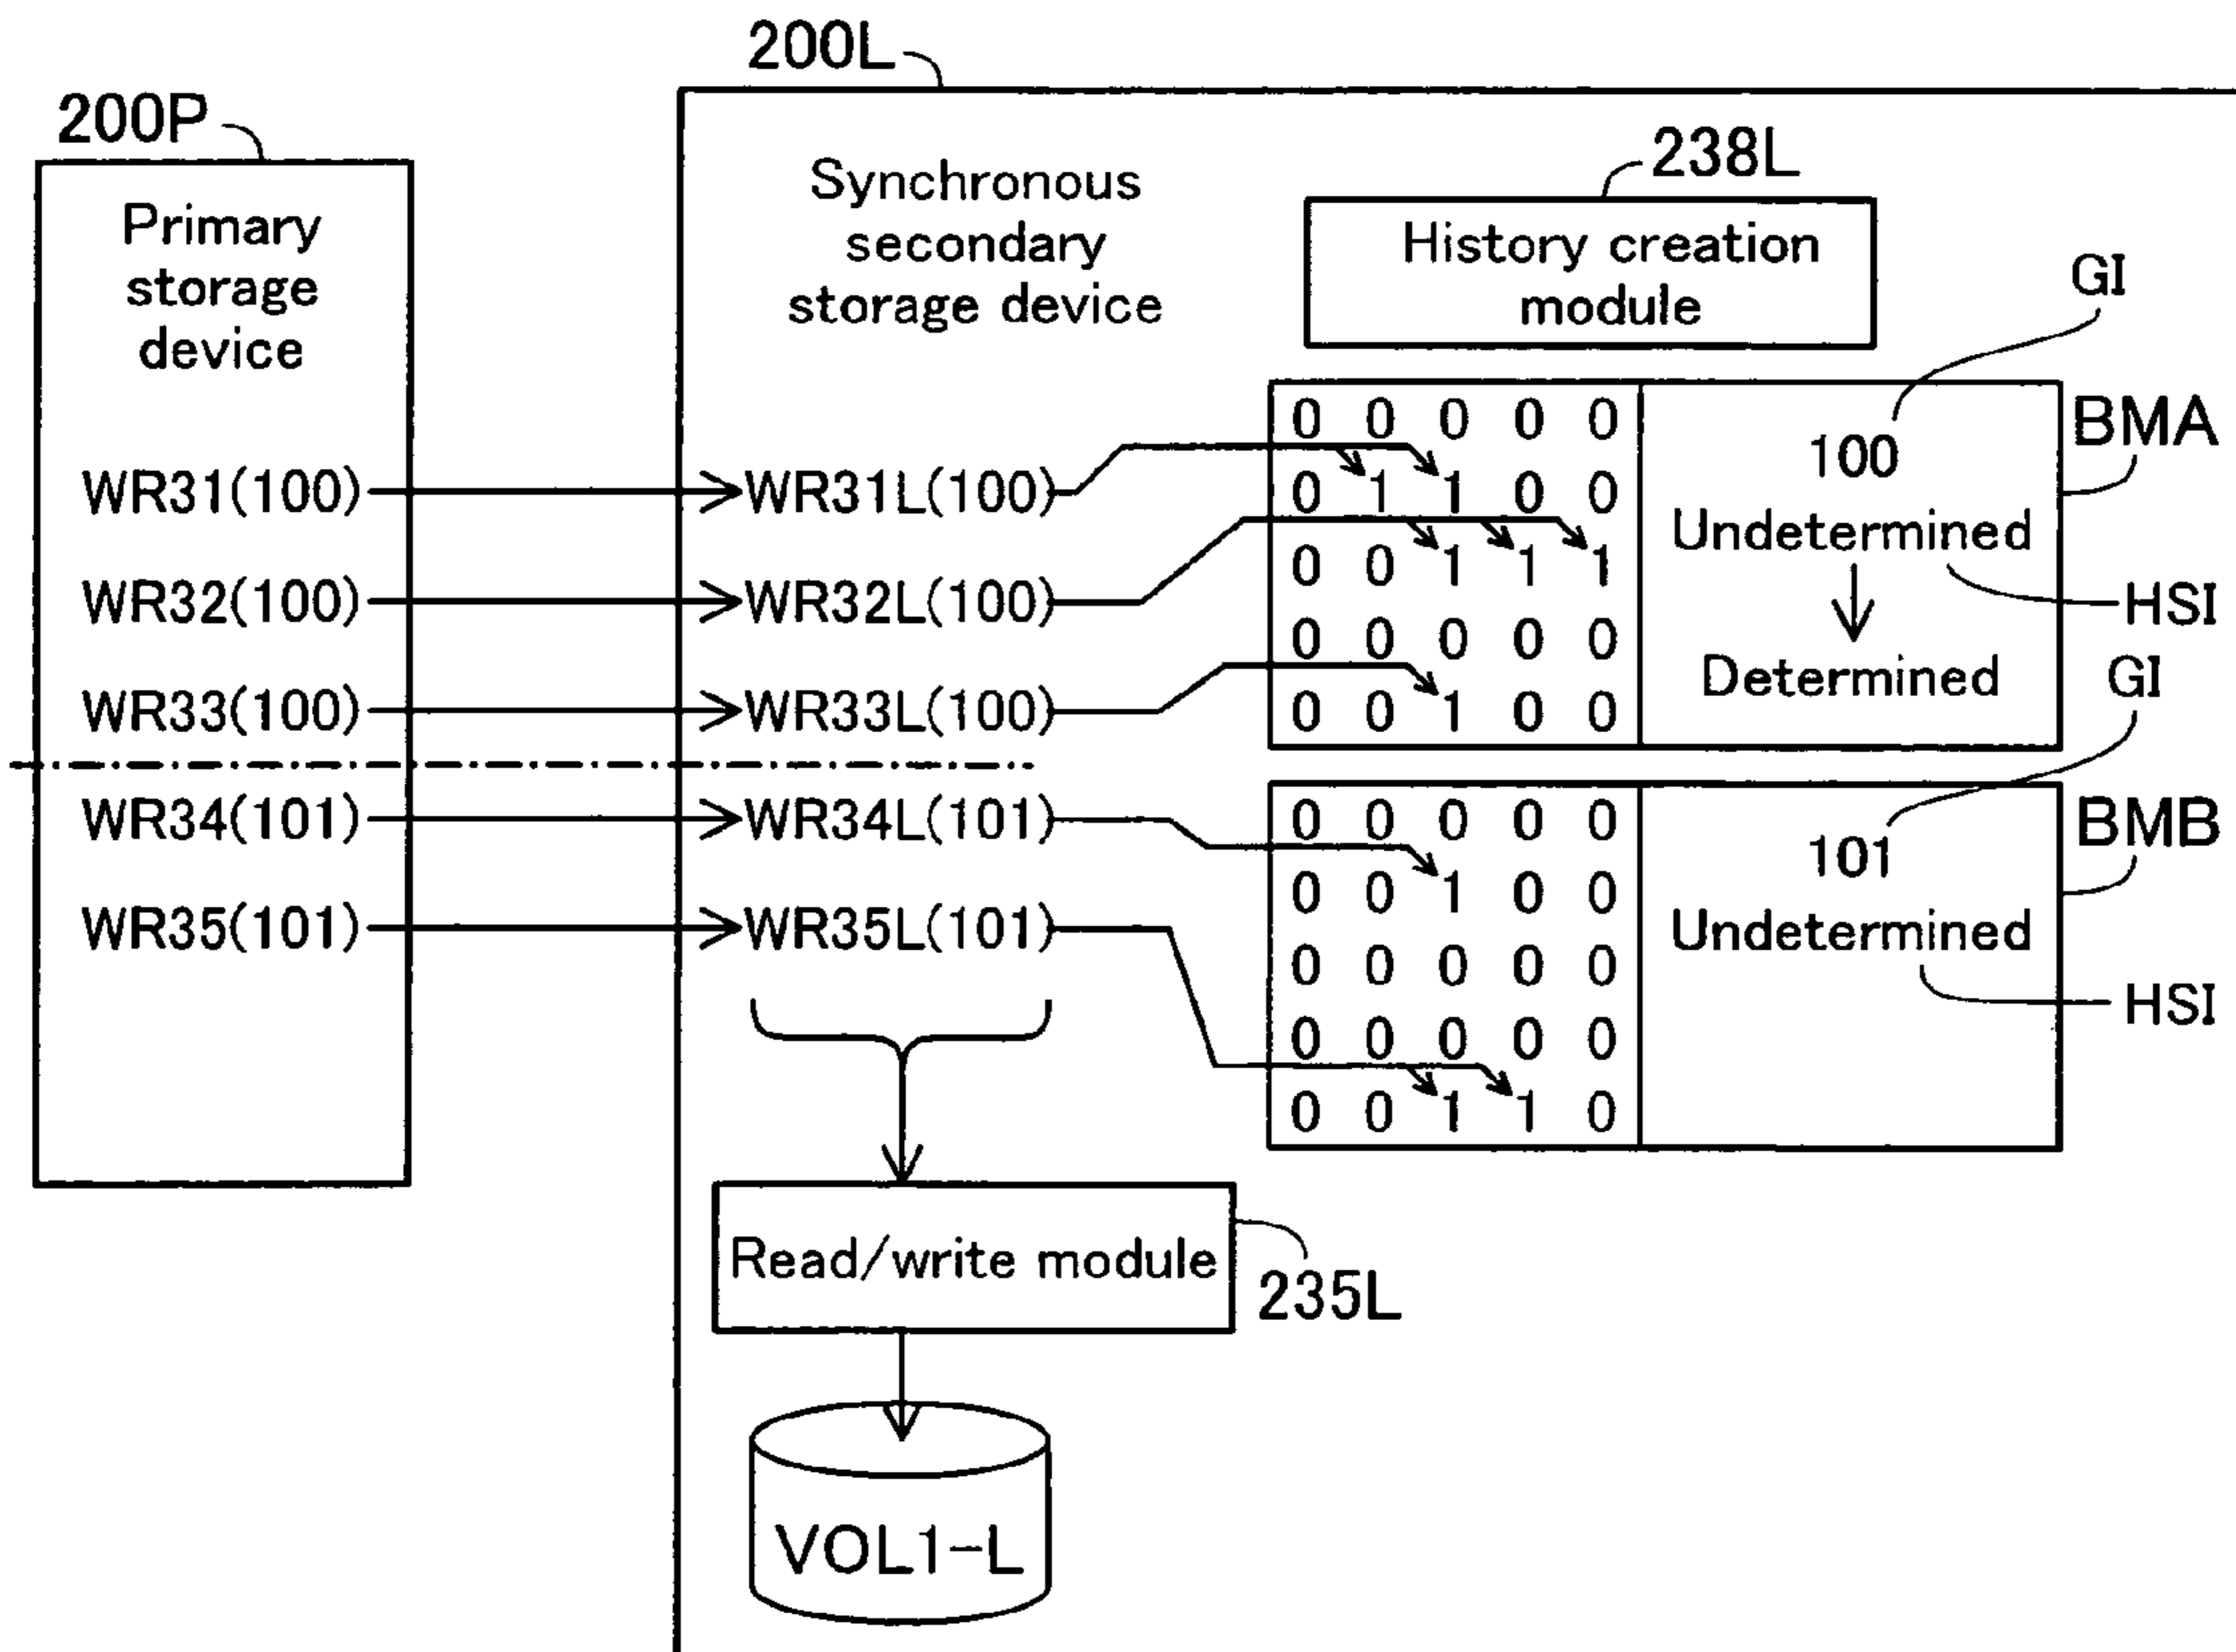 200L
200P
238L
Primary
storage
device
Synchronous
secondary
storage device
History creation
module
GI
BMA
0 0 0 0 0
100
WR31(100)
WR31L(100)
0 1 1 0 0
Undetermined
0 0 1 1 1
WR32(100)
WR32L(100)
HSI
0 0 0 0 0
Determined
GI
WR33(100)
WR33L(100)
0 0 1 0 0
WR34(101)
WR34L(101)
0 0 0 0 0
101
BMB
0 0 1 0 0
WR35(101)
WR35L(101)
Undetermined
0 0 0 0 0
HSI
0 0 0 0 0
0 0 1 1 0
Read/write module
235L
VOL1-L